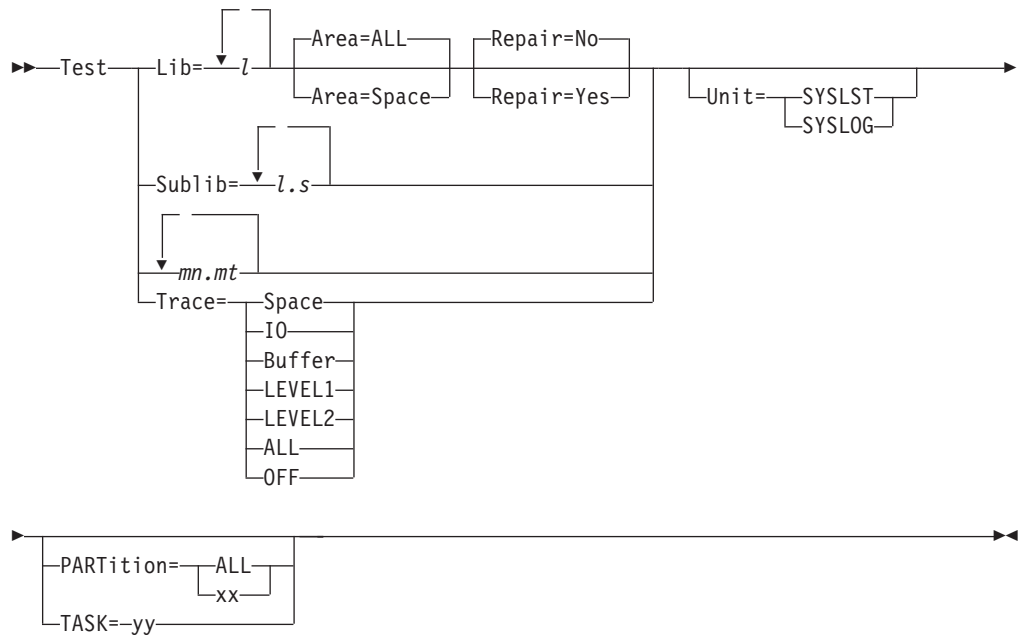 Area=ALL Repair=No
Test Lib= l
Area=Space Repair=Yes Unit= SYSLST
SYSLOG
Sublib= l.s
mn.mt
Trace= Space
IO
Buffer
LEVEL1
LEVEL2
ALL
OFF
PARTition= ALL
xx
TASK= yy